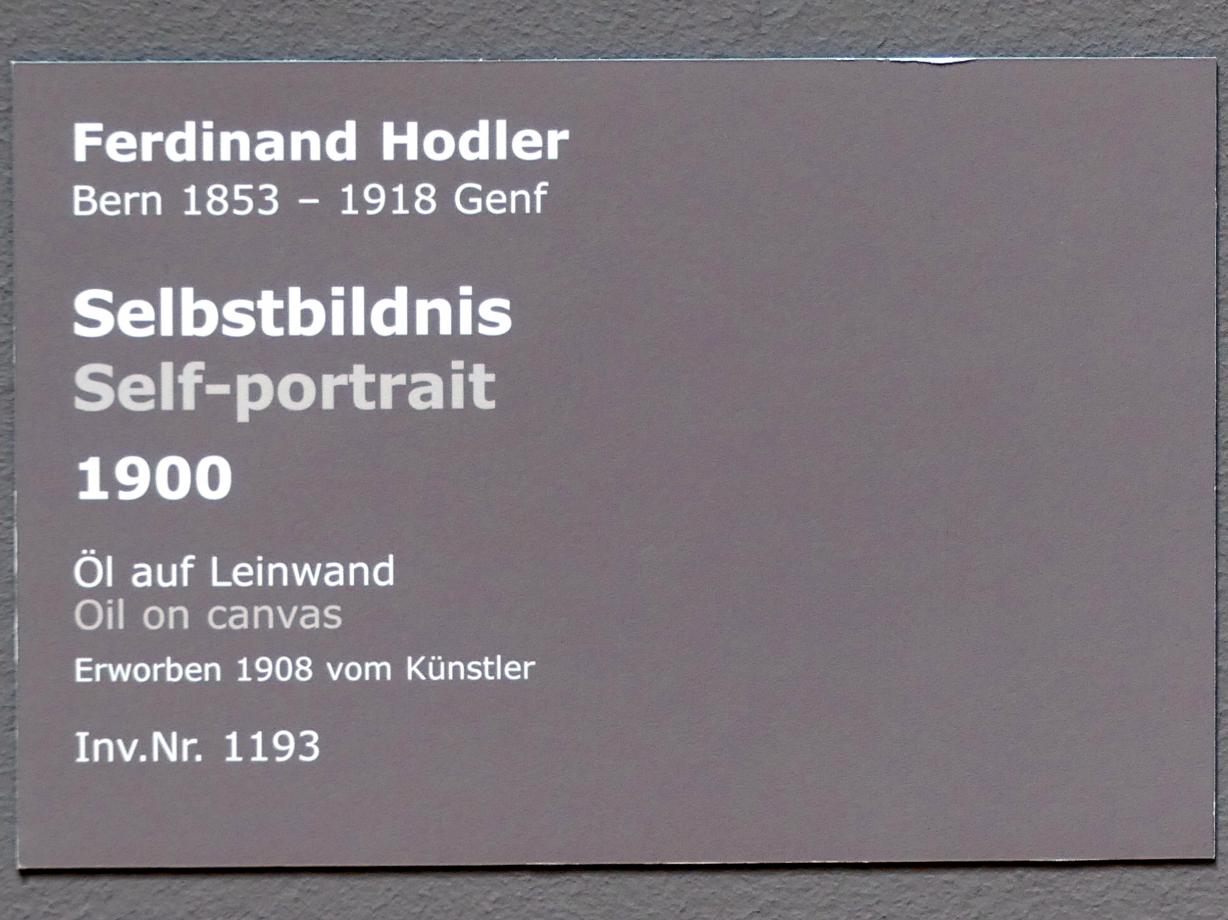 Ferdinand Hodler
Bern 1853 – 1918 Genf
Selbstbildnis
Self-portrait
1900
Öl auf Leinwand
Oil on canvas
Erworben 1908 vom Künstler
Inv.Nr. 1193